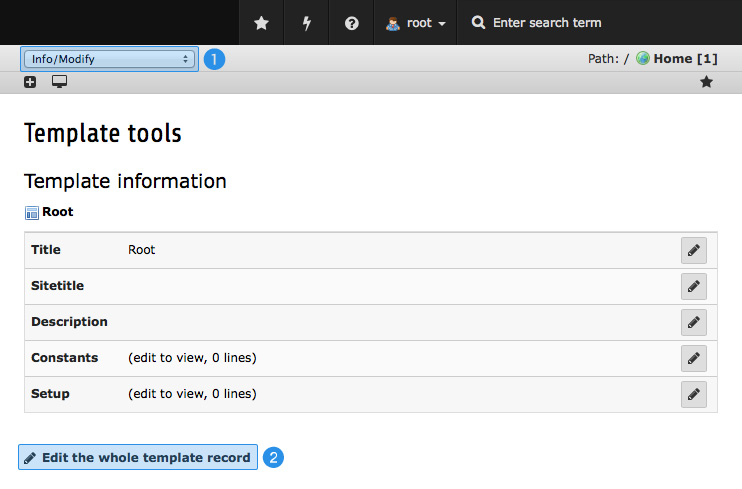 root Enter search term
Info/Modify 1 Path: / Home [1]
Template tools
Template information
Root
Title Root
Sitetitle
Description
Constants (edit to view, 0 lines)
Setup (edit to view, 0 lines)
Edit the whole template record 2